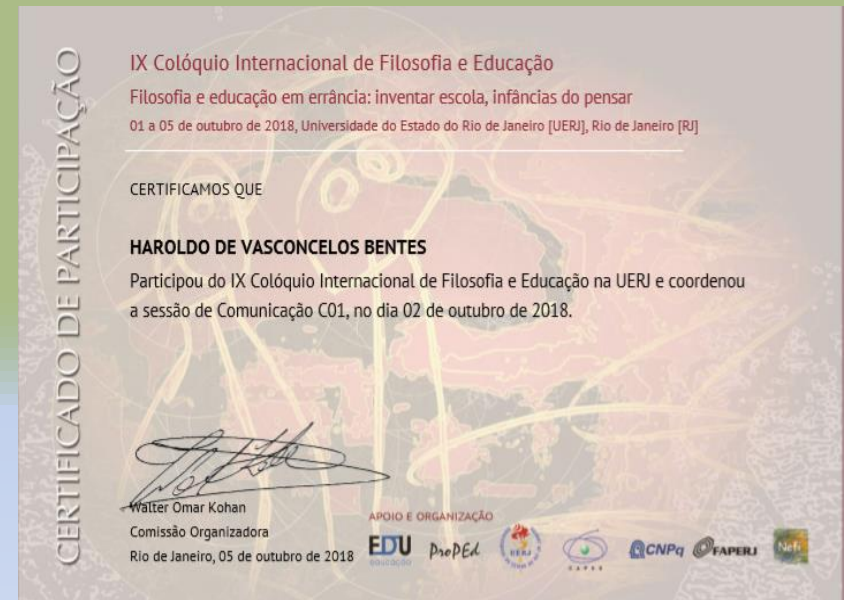 CERTIFICADO DE PARTICIPAÇÃO
IX Colóquio Internacional de Filosofia e Educação
Filosofia e educação em errância: inventar escola, infâncias do pensar
01 a 05 de outubro de 2018, Universidade do Estado do Rio de Janeiro [UERJ], Rio de Janeiro [RJ]
CERTIFICAMOS QUE
HAROLDO DE VASCONCELOS BENTES
Participou do IX Colóquio Internacional de Filosofia e Educação na UERJ e coordenou
a sessão de Comunicação C01, no dia 02 de outubro de 2018.
Walter Omar Kohan
Comissão Organizadora
Rio de Janeiro, 05 de outubro de 2018
APOIO E ORGANIZAÇÃO
EDU
EDUCAÇÃO
ProPEd
UERJ
CAPES
CNPq
FAPERJ
Nefi